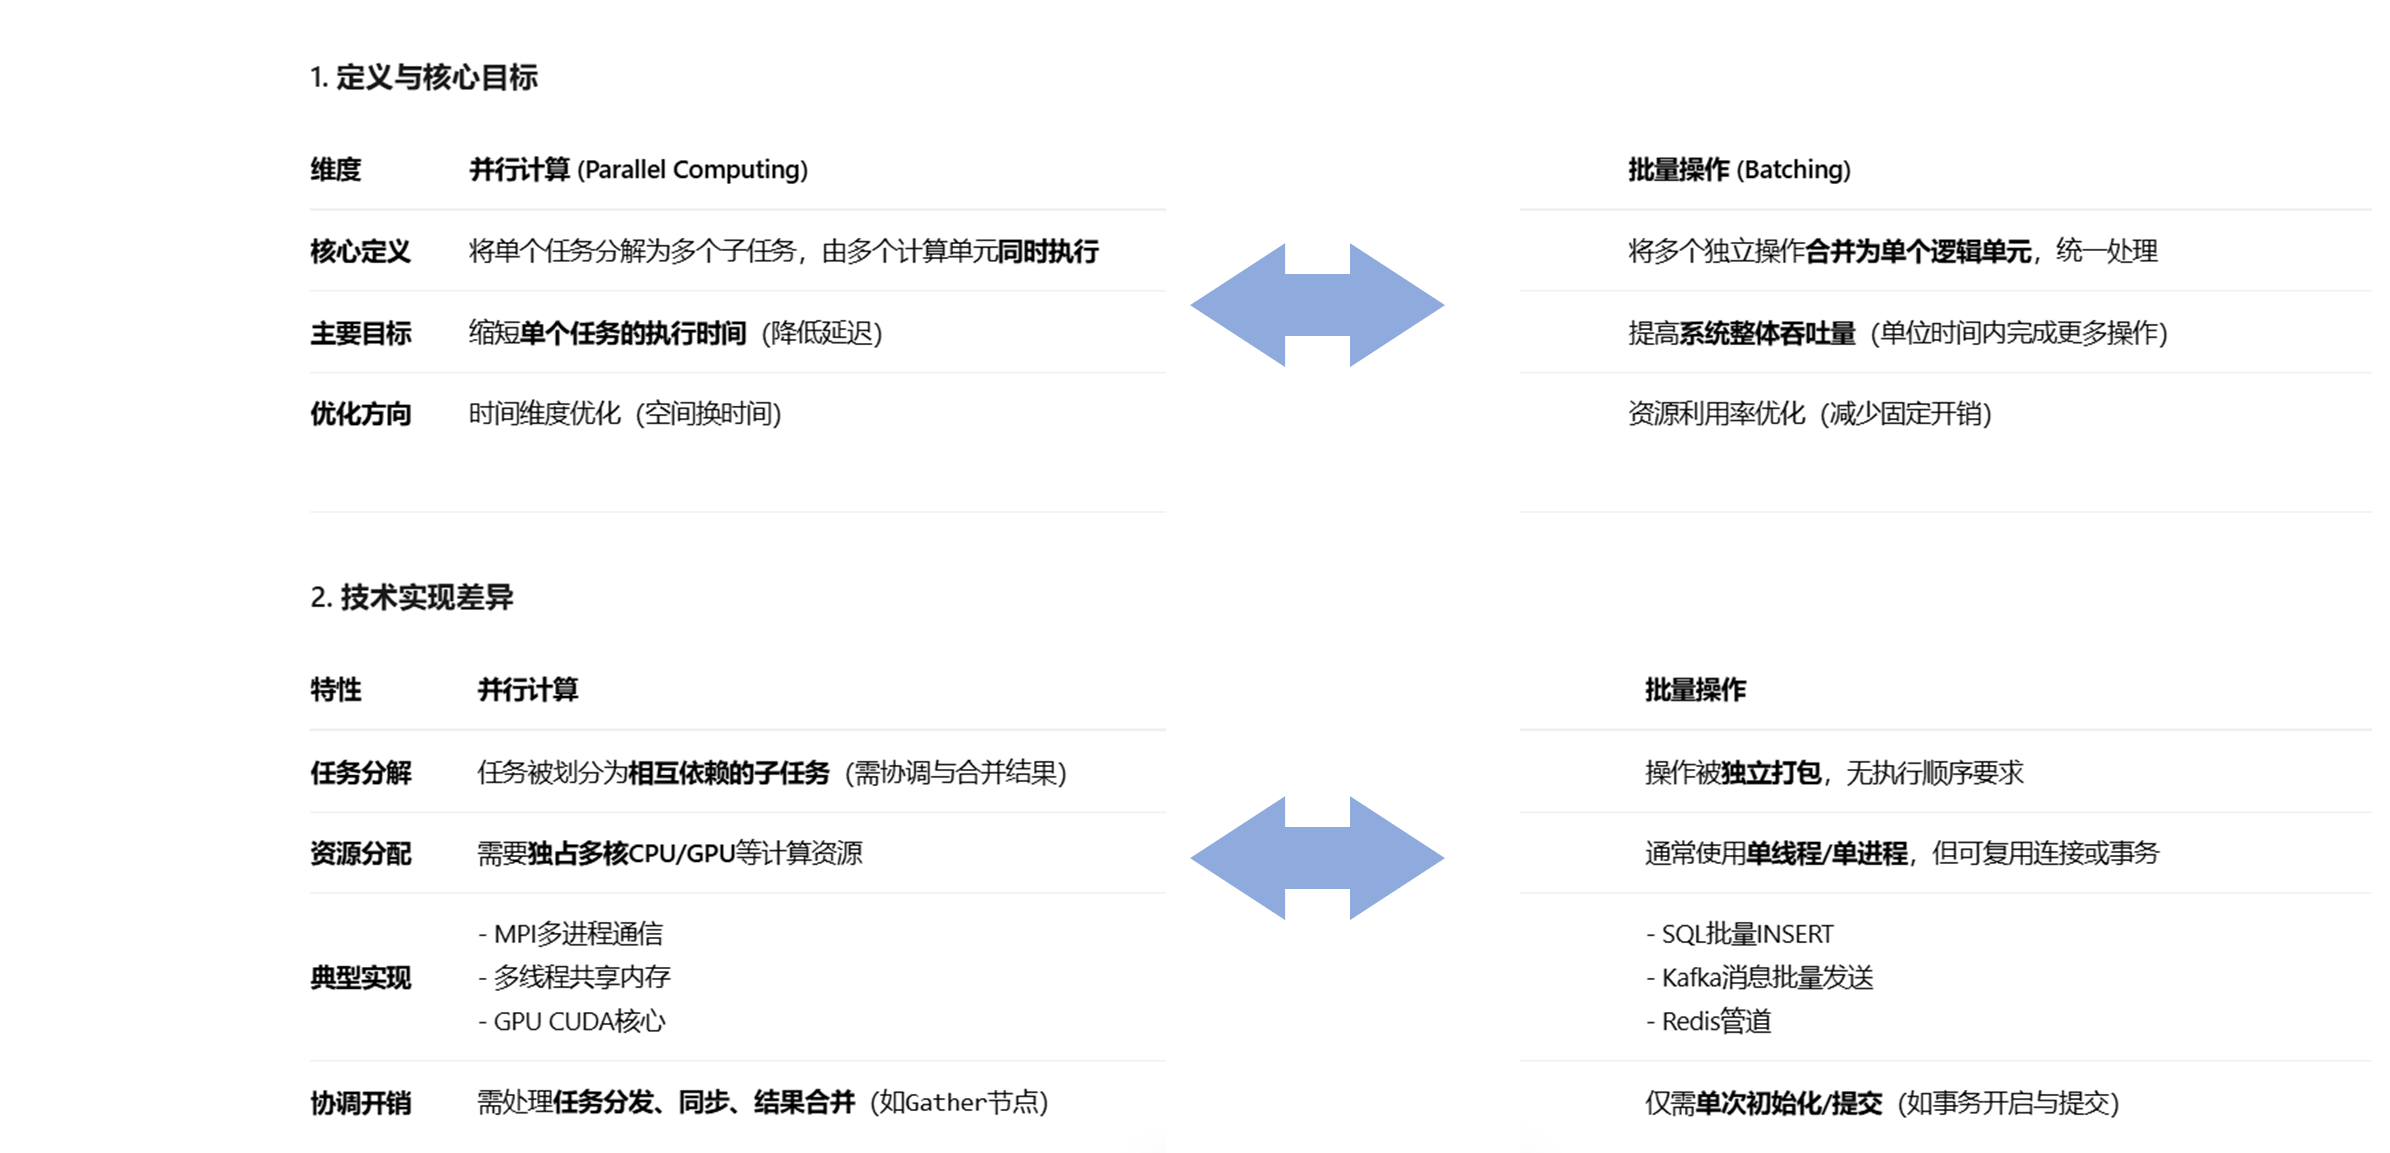 1. 定义与核心目标
维度 并行计算 (Parallel Computing) 批量操作 (Batching)
核心定义 将单个任务分解为多个子任务，由多个计算单元同时执行 将多个独立操作合并为单个逻辑单元，统一处理
主要目标 缩短单个任务的执行时间（降低延迟） 提高系统整体吞吐量（单位时间内完成更多操作）
优化方向 时间维度优化（空间换时间） 资源利用率优化（减少固定开销）
2. 技术实现差异
特性 并行计算 批量操作
任务分解 任务被划分为相互依赖的子任务（需协调与合并结果） 操作被独立打包，无执行顺序要求
资源分配 需要独占多核CPU/GPU等计算资源 通常使用单线程/单进程，但可复用连接或事务
- MPI多进程通信 - SQL批量INSERT
典型实现 - 多线程共享内存 - Kafka消息批量发送
- GPU CUDA核心 - Redis管道
协调开销 需处理任务分发、同步、结果合并（如Gather节点） 仅需单次初始化/提交（如事务开启与提交）